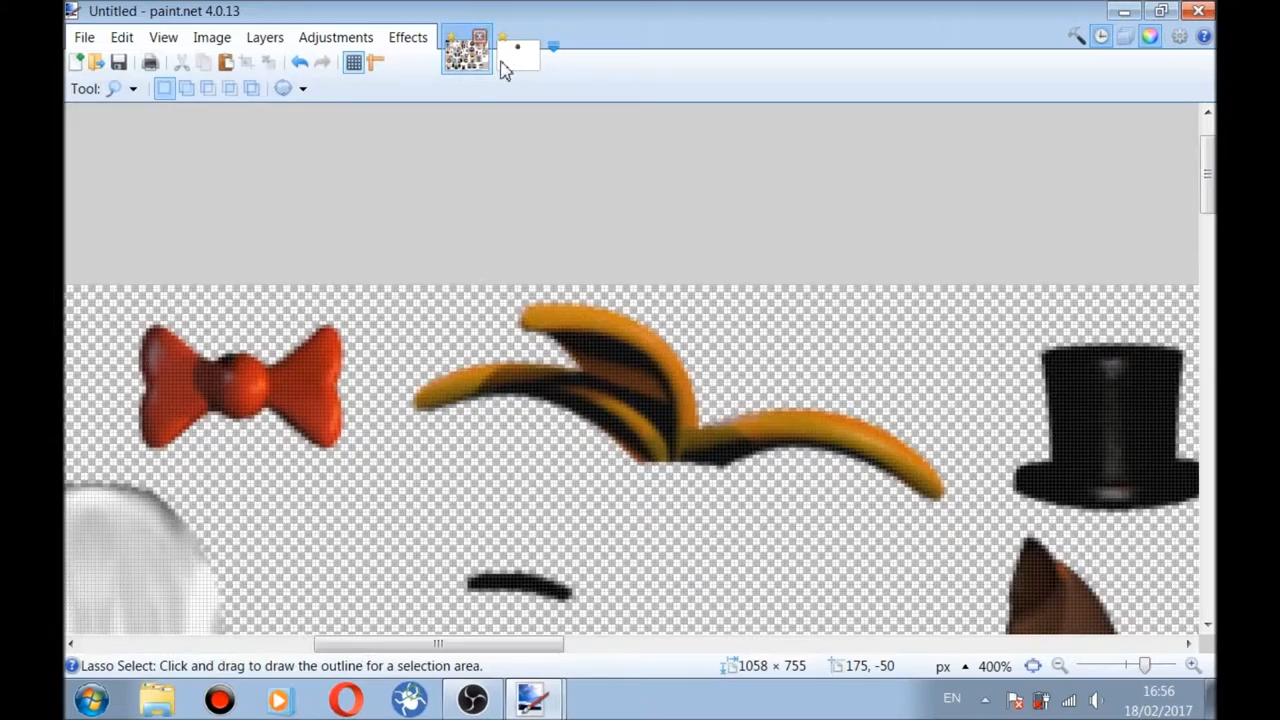 Untitled - paint.net 4.0.13
File Edit View Image Layers Adjustments Effects
Tool:
Lasso Select: Click and drag to draw the outline for a selection area.
1058 × 755
175, -50
px
400%
EN
16:56
18/02/2017